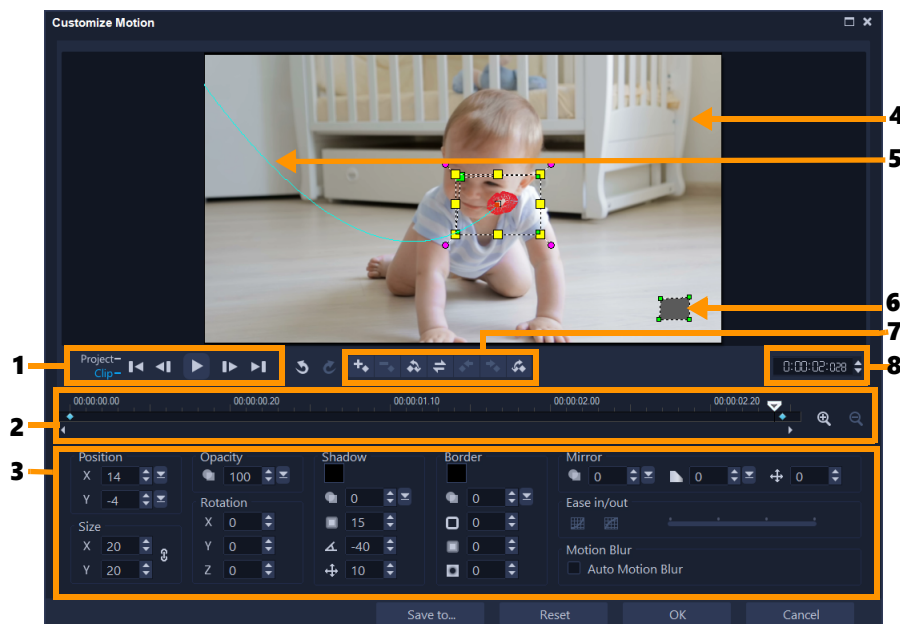 Customize Motion
4
5
6
7
1
Project
Clip
0:00:02:028
8
2
00:00:00.00 00:00:00.20 00:00:01.10 00:00:02.00 00:00:02.20
3
Position Opacity Shadow Border Mirror
X 14 100 0 0 0 0 0
Y -4 Rotation 15 0 Ease in/out
Size X 0
X 20 Y 0 -40 0 Motion Blur
Y 20 Z 0 10 0 Auto Motion Blur
Save to... Reset OK Cancel